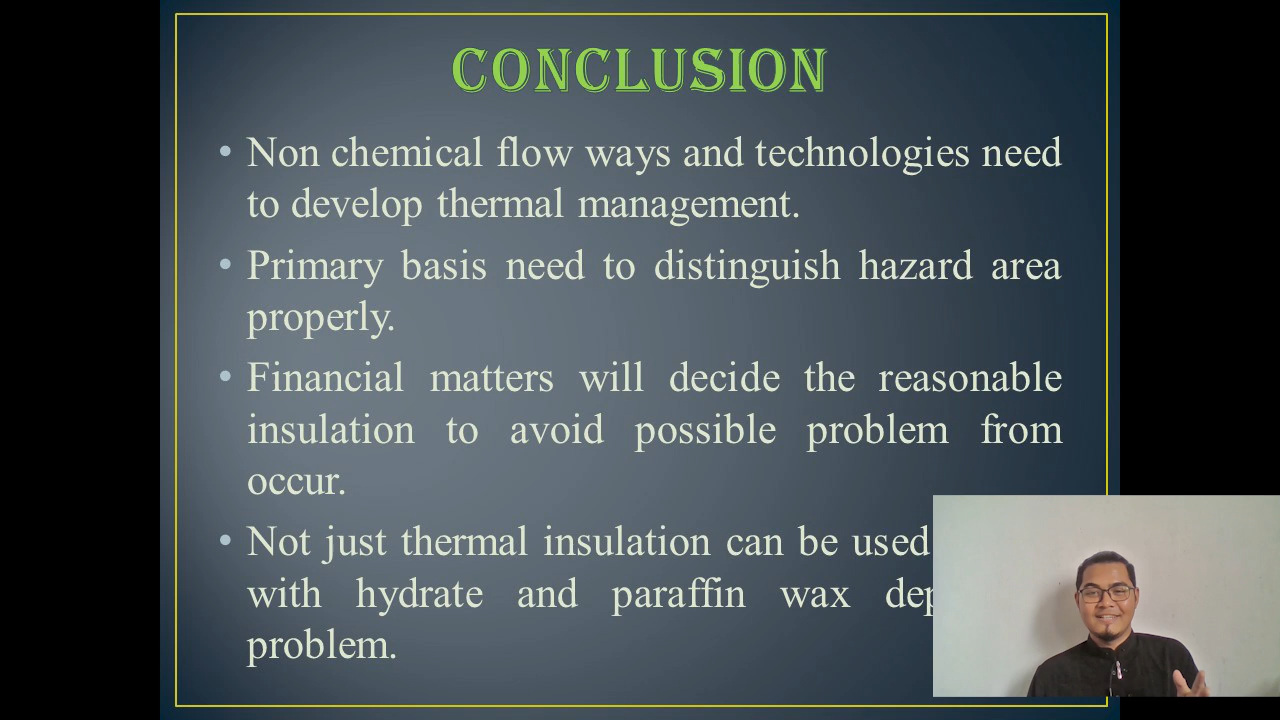 CONCLUSION
• Non chemical flow ways and technologies need
to develop thermal management.
• Primary basis need to distinguish hazard area
properly.
• Financial matters will decide the reasonable
insulation to avoid possible problem from
occur.
• Not just thermal insulation can be used
with hydrate and paraffin wax
problem.